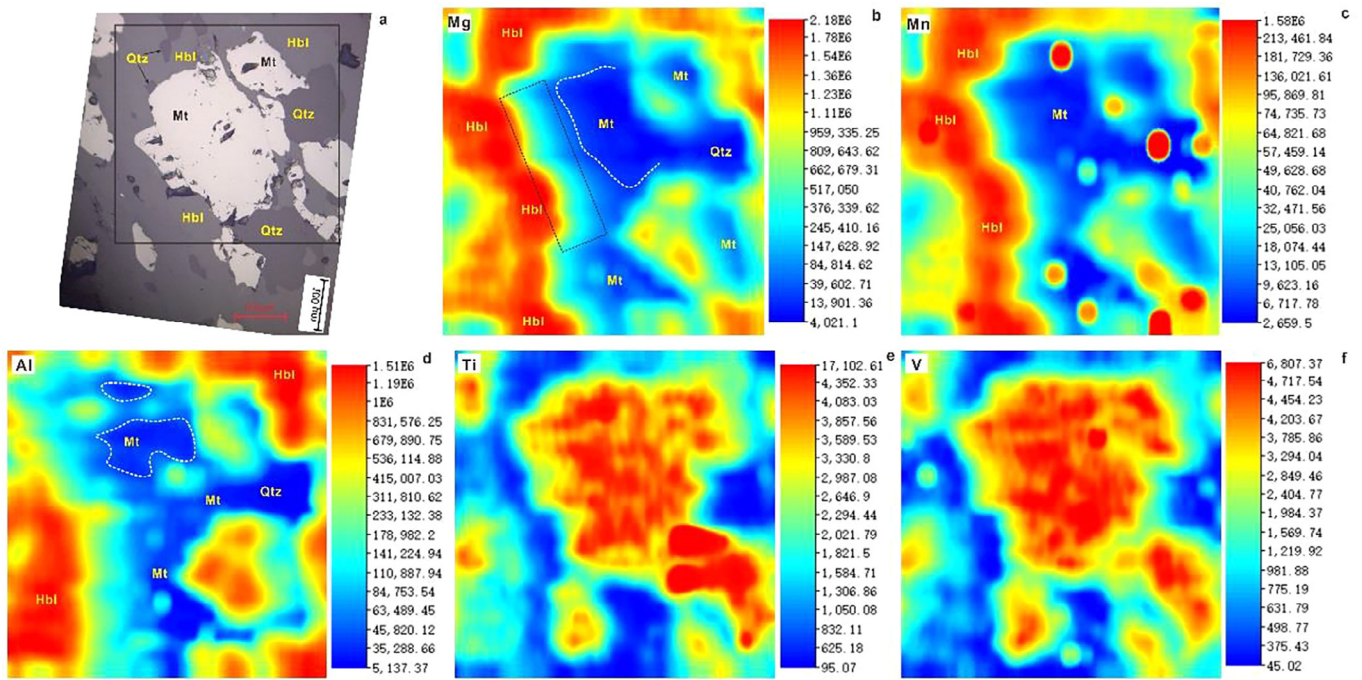 a
Qtz
Hbl
Hbl
Mt
Mt
Qtz
Hbl
Qtz
100 mμ
Mg
b
Hbl
Hbl
Hbl
Hbl
Mt
Mt
Qtz
Mt
Mt
2.18E6
1.78E6
1.54E6
1.36E6
1.23E6
1.11E6
959,335.25
809,643.62
662,631
517,050
376,339.62
245,410.16
147,628.92
84,814.62
39,602.71
13,901.36
4,021.1
Mn
c
Hbl
Hbl
Hbl
Mt
1.58E6
213,461.84
181,729.36
136,021.61
95,869.81
74,735.73
64,821.68
57,459.14
49,628.68
40,762.04
32,471.56
25,056.03
18,074.44
13,105.05
9,623.16
6,717.78
2,659.5
Al
d
Hbl
Mt
Mt
Qtz
Mt
Hbl
1.51E6
1.19E6
1E6
831,576.25
679,890.75
536,114.88
415,007.03
311,810.62
233,132.38
178,982.2
141,224.94
110,887.94
84,753.54
63,489.45
45,820.12
35,288.66
5,137.37
Ti
e
17,102.61
4,352.33
4,083.03
3,857.56
3,589.53
3,330.8
2,987.08
2,646.9
2,294.44
2,021.79
1,821.5
1,584.71
1,306.86
1,050.08
832.11
625.18
95.07
V
f
6,807.37
4,717.54
4,454.23
4,203.67
3,785.86
3,294.04
2,849.46
2,404.77
1,984.37
1,569.74
1,219.92
981.88
775.19
631.79
498.77
375.43
45.02